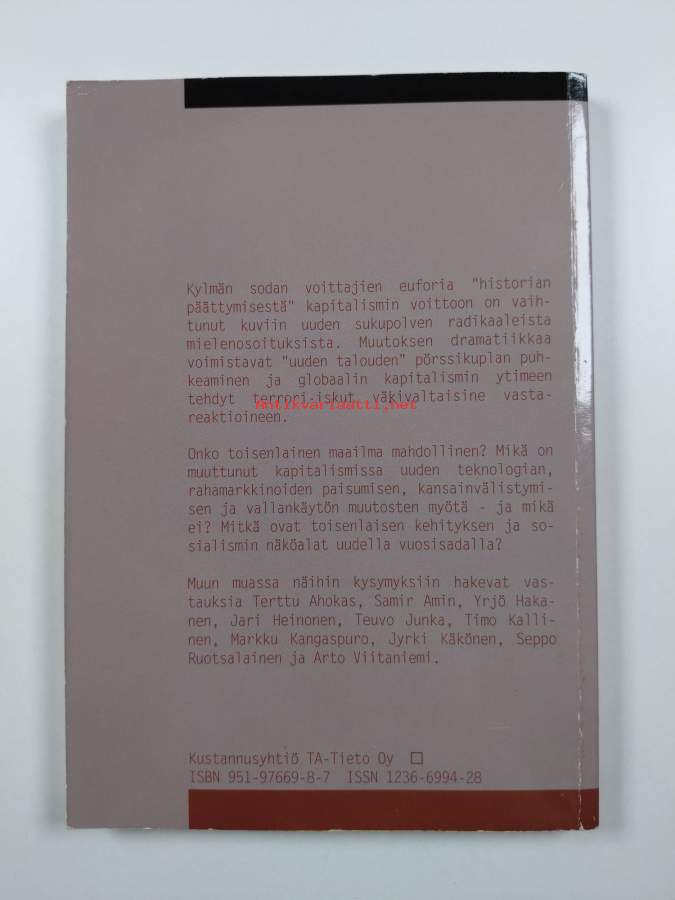 Kylmän sodan voittajien euforia "historian
päättymisestä" kapitalismin voittoon on vaih-
tunut kuviin uuden sukupolven radikaaleista
mielenosoituksista. Muutoksen dramatiikkaa
voimistavat "uuden talouden" pörssikuplan puh-
keaminen ja globaalin kapitalismin ytimeen
tehdyt terrori-iskut väkivaltaisine vasta-
antikvariaatti.net
reaktioineen.
Onko toisenlainen maailma mahdollinen? Mikä on
muuttunut kapitalismissa uuden teknologian,
rahamarkkinoiden paisumisen, kansainvälistymi-
sen ja vallankäytön muutosten myötä - ja mikä
ei? Mitkä ovat toisenlaisen kehityksen ja so-
sialismin näköalat uudella vuosisadalla?
Muun muassa näihin kysymyksiin hakevat vas-
tauksia Terttu Ahokas, Samir Amin, Yrjö Haka-
nen, Jari Heinonen, Teuvo Junka, Timo Kalli-
nen, Markku Kangaspuro, Jyrki Käkönen, Seppo
Ruotsalainen ja Arto Viitaniemi.
Kustannusyhtiö TA-Tieto Oy
ISBN 951-97669-8-7 ISSN 1236-6994-28